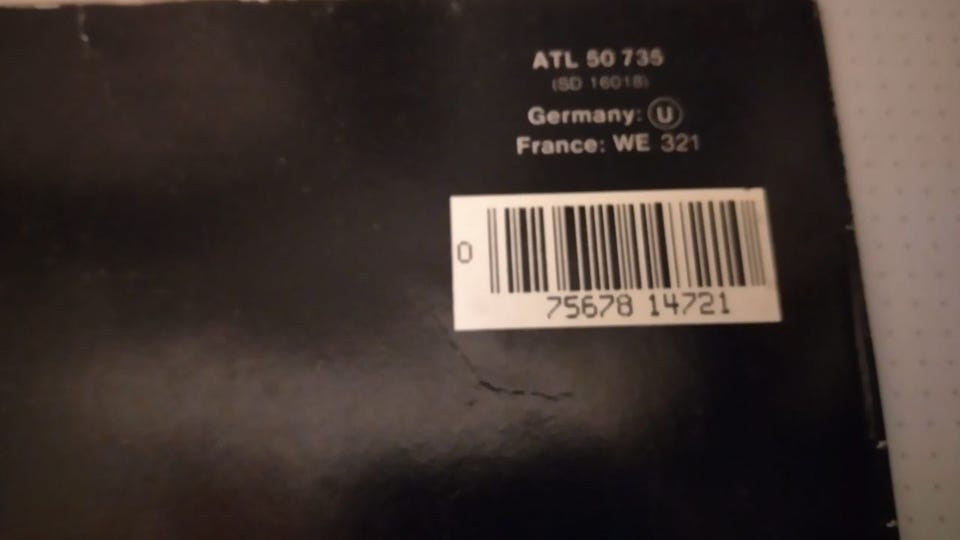 ATL 50 735
(SD 16018)
Germany: U
France: WE 321
0
75678 14721